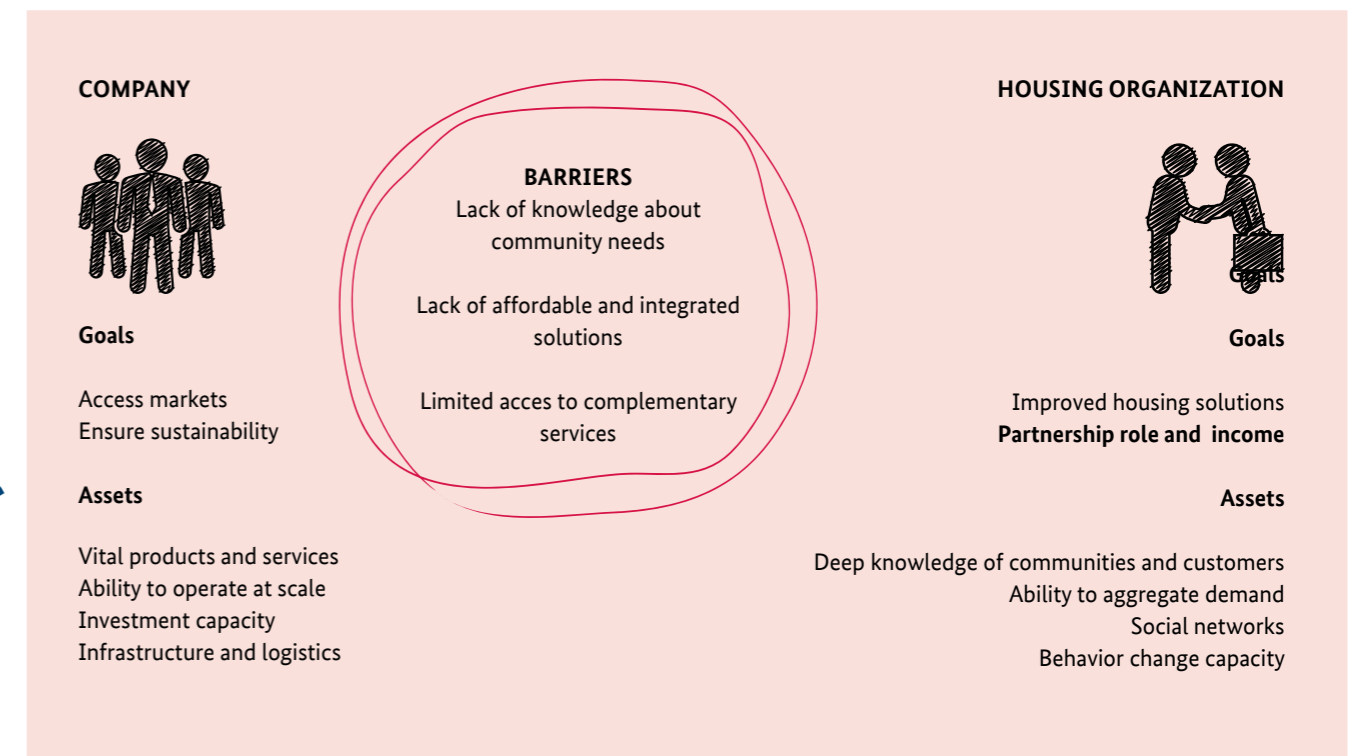 COMPANY
Goals
Access markets
Ensure sustainability
Assets
Vital products and services
Ability to operate at scale
Investment capacity
Infrastructure and logistics
BARRIERS
Lack of knowledge about
community needs
Lack of affordable and integrated
solutions
Limited acces to complementary
services
HOUSING ORGANIZATION
Goals
Goals
Improved housing solutions
Partnership role and income
Assets
Deep knowledge of communities and customers
Ability to aggregate demand
Social networks
Behavior change capacity